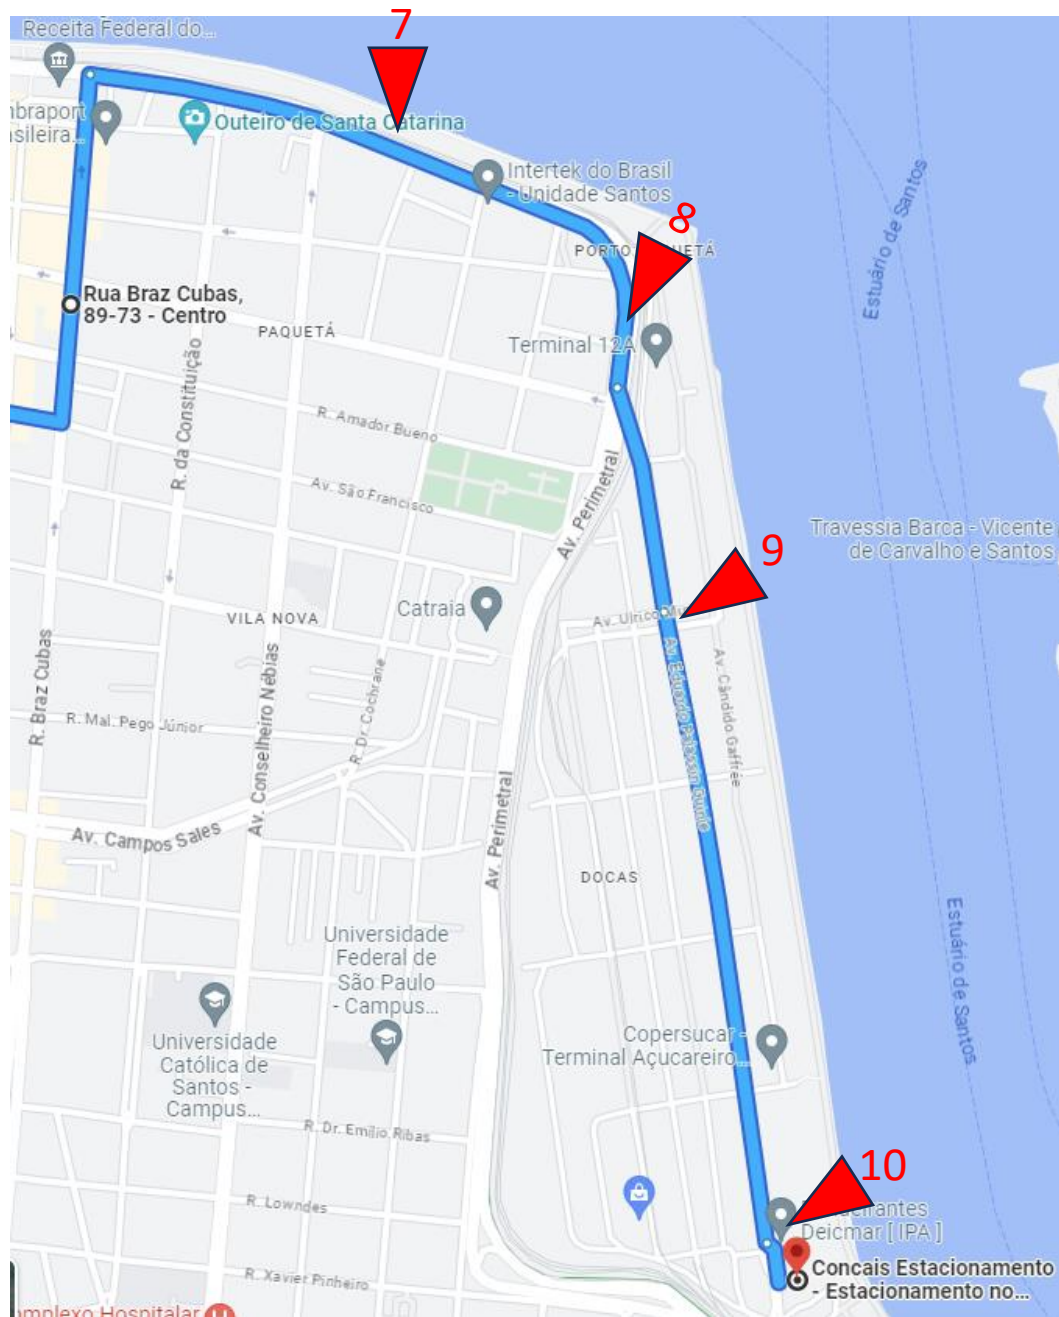 7
Receita Federal do...
Outeiro de Santa Catarina
Intertek do Brasil
- Unidade Santos
8
PORTO
Estuário de Santos
Rua Braz Cubas,
89-73 - Centro
PAQUETÁ
Terminal 12A
R. da Constituição
R. Amador Bueno
Av. São Francisco
Av. Perimetral
Travessia Barca - Vicente
de Carvalho e Santos
9
Catraia
VILA NOVA
Av. Ulrico
R. Braz Cubas
Av. Conselheiro Nébias
R. Dr. Cochrane
Av. Cândido Gaffrée
R. Mal. Pego Júnior
Av. Eduardo
Guinle
Av. Campos Sales
Av. Perimetral
DOCAS
Estuário de Santos
Universidade
Federal de
São Paulo
- Campus...
Universidade
Católica de
Santos -
Campus...
Copersucar -
Terminal Açucareiro...
R. Dr. Emílio Ribas
10
R. Lowndes
Deicmar [ IPA ]
R. Xavier Pinheiro
Concais Estacionamento
- Estacionamento no...
Hospitalar